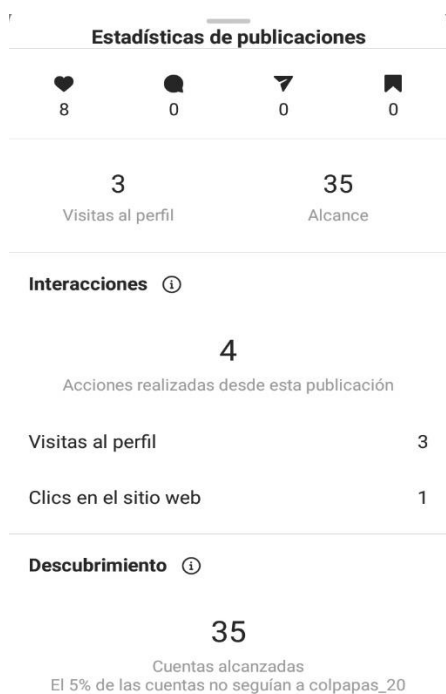 Estadísticas de publicaciones
8 0 0 0
3 35
Visitas al perfil Alcance
Interacciones
4
Acciones realizadas desde esta publicación
Visitas al perfil 3
Clics en el sitio web 1
Descubrimiento
35
Cuentas alcanzadas
El 5% de las cuentas no seguían a colpapas_20